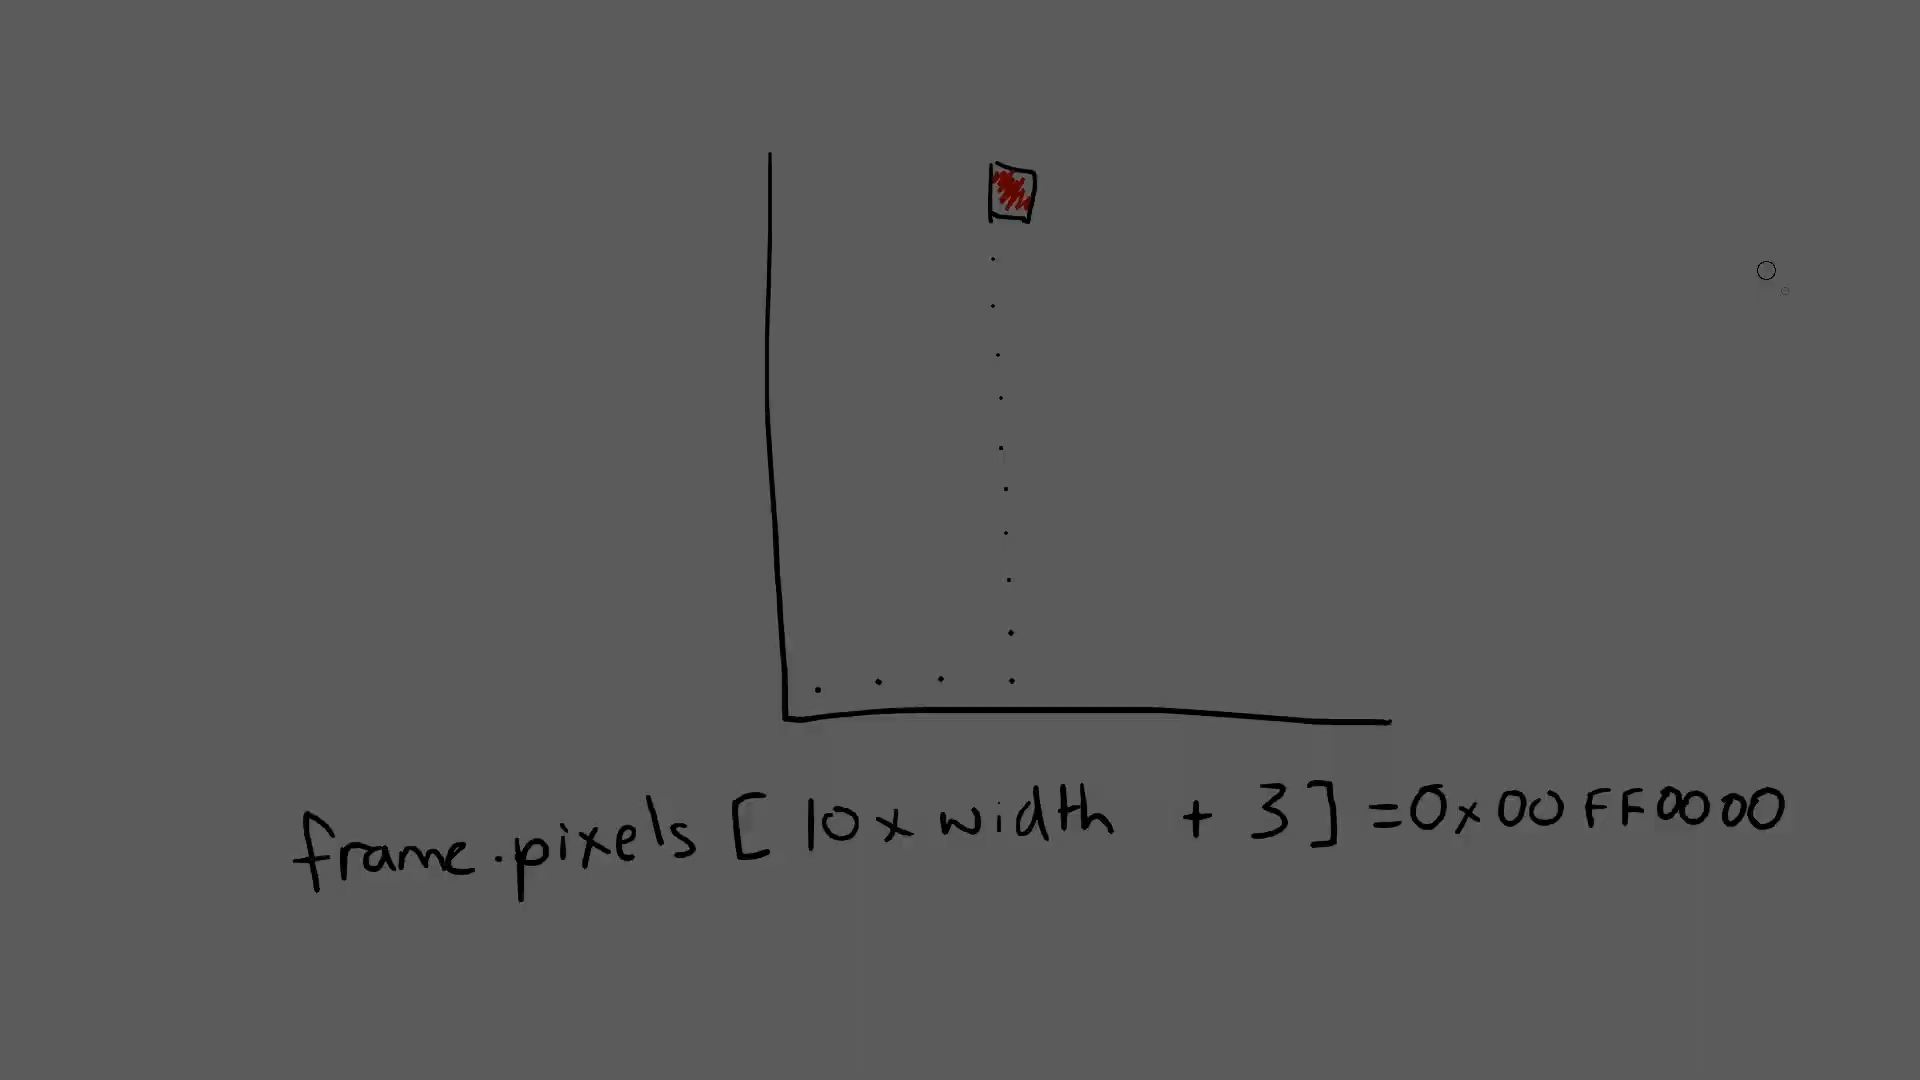 frame.pixels [ 10 x width + 3 ] = 0x00FF0000